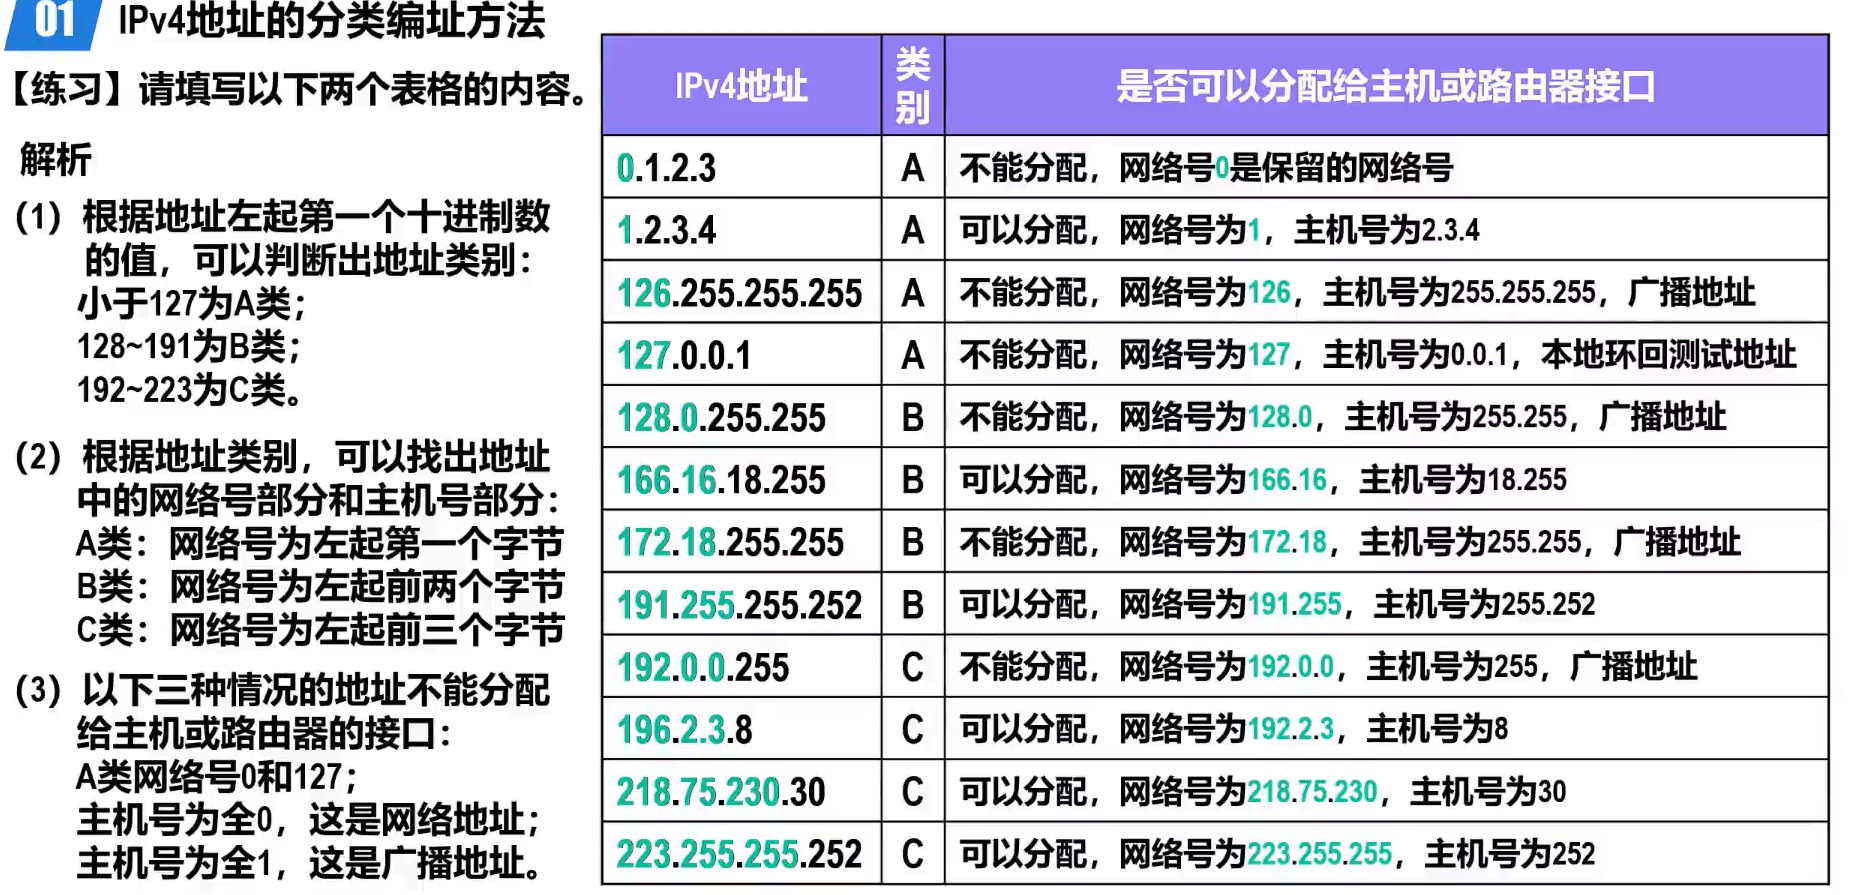 01 IPv4地址的分类编址方法
【练习】请填写以下两个表格的内容。
解析
(1) 根据地址左起第一个十进制数
的值，可以判断出地址类别：
小于127为A类；
128~191为B类；
192~223为C类。
(2) 根据地址类别，可以找出地址
中的网络号部分和主机号部分：
A类：网络号为左起第一个字节
B类：网络号为左起前两个字节
C类：网络号为左起前三个字节
(3) 以下三种情况的地址不能分配
给主机或路由器的接口：
A类网络号0和127；
主机号为全0，这是网络地址；
主机号为全1，这是广播地址。
IPv4地址 类别 是否可以分配给主机或路由器接口
0.1.2.3 A 不能分配，网络号0是保留的网络号
1.2.3.4 A 可以分配，网络号为1，主机号为2.3.4
126.255.255.255 A 不能分配，网络号为126，主机号为255.255.255，广播地址
127.0.0.1 A 不能分配，网络号为127，主机号为0.0.1，本地环回测试地址
128.0.255.255 B 不能分配，网络号为128.0，主机号为255.255，广播地址
166.16.18.255 B 可以分配，网络号为166.16，主机号为18.255
172.18.255.255 B 不能分配，网络号为172.18，主机号为255.255，广播地址
191.255.255.252 B 可以分配，网络号为191.255，主机号为255.252
192.0.0.255 C 不能分配，网络号为192.0.0，主机号为255，广播地址
196.2.3.8 C 可以分配，网络号为192.2.3，主机号为8
218.75.230.30 C 可以分配，网络号为218.75.230，主机号为30
223.255.255.252 C 可以分配，网络号为223.255.255，主机号为252